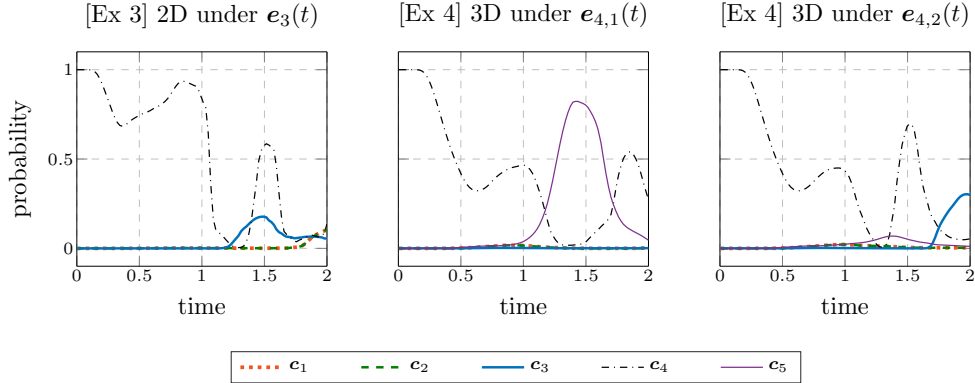 [Ex 3] 2D under e3(t)
[Ex 4] 3D under e4,1(t)
[Ex 4] 3D under e4,2(t)
probability
1
0.5
0
0 0.5 1 1.5 2
0 0.5 1 1.5 2
0 0.5 1 1.5 2
time
time
time
c1 c2 c3 c4 c5